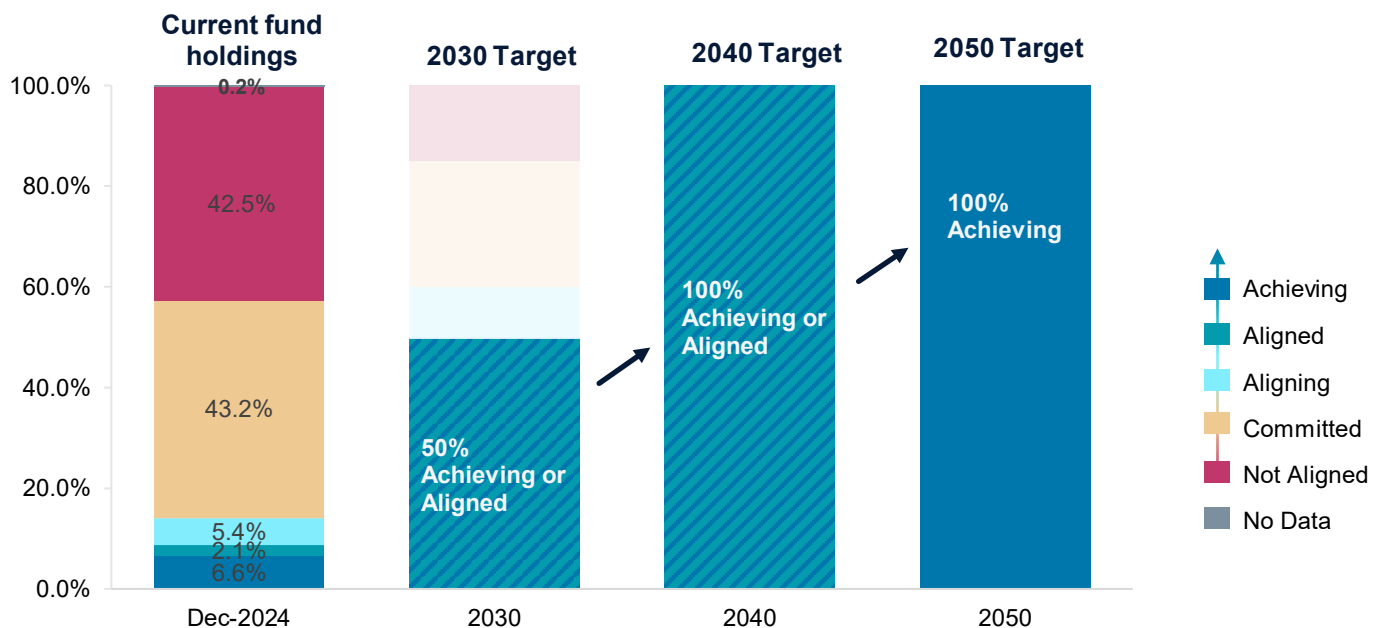 Current fund
holdings
2030 Target
2040 Target
2050 Target
100.0%
80.0%
60.0%
40.0%
20.0%
0.0%
0.2%
42.5%
43.2%
5.4%
2.1%
6.6%
50%
Achieving or
Aligned
100%
Achieving or
Aligned
100%
Achieving
Dec-2024
2030
2040
2050
Achieving
Aligned
Aligning
Committed
Not Aligned
No Data